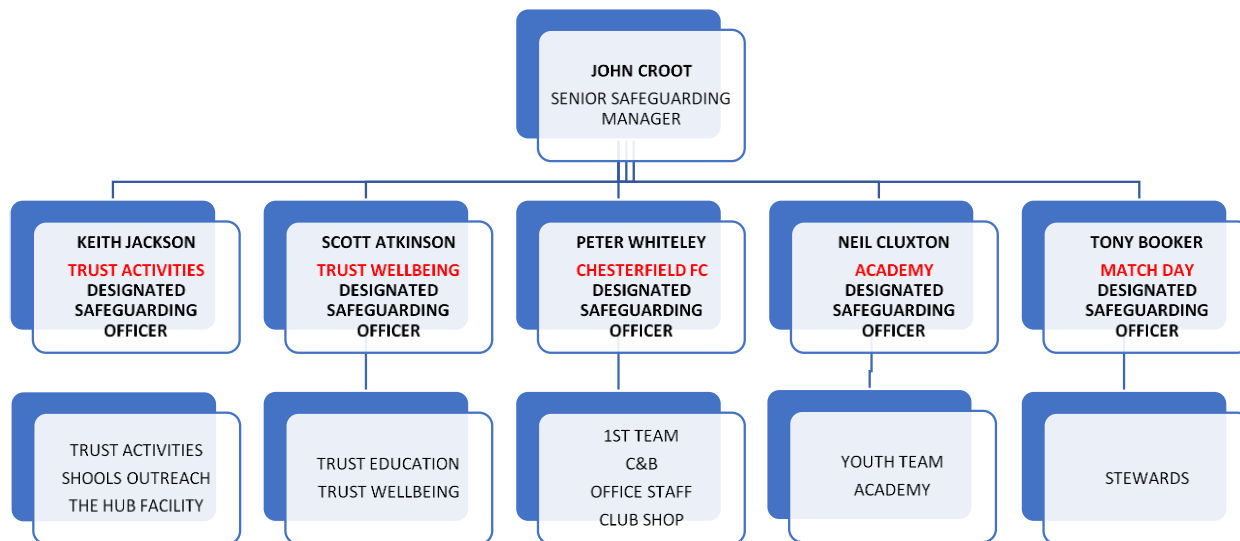 JOHN CROOT
SENIOR SAFEGUARDING
MANAGER
KEITH JACKSON
TRUST ACTIVITIES
DESIGNATED
SAFEGUARDING
OFFICER
SCOTT ATKINSON
TRUST WELLBEING
DESIGNATED
SAFEGUARDING
OFFICER
PETER WHITELEY
CHESTERFIELD FC
DESIGNATED
SAFEGUARDING
OFFICER
NEIL CLUXTON
ACADEMY
DESIGNATED
SAFEGUARDING
OFFICER
TONY BOOKER
MATCH DAY
DESIGNATED
SAFEGUARDING
OFFICER
TRUST ACTIVITIES
SHOOLS OUTREACH
THE HUB FACILITY
TRUST EDUCATION
TRUST WELLBEING
1ST TEAM
C&B
OFFICE STAFF
CLUB SHOP
YOUTH TEAM
ACADEMY
STEWARDS